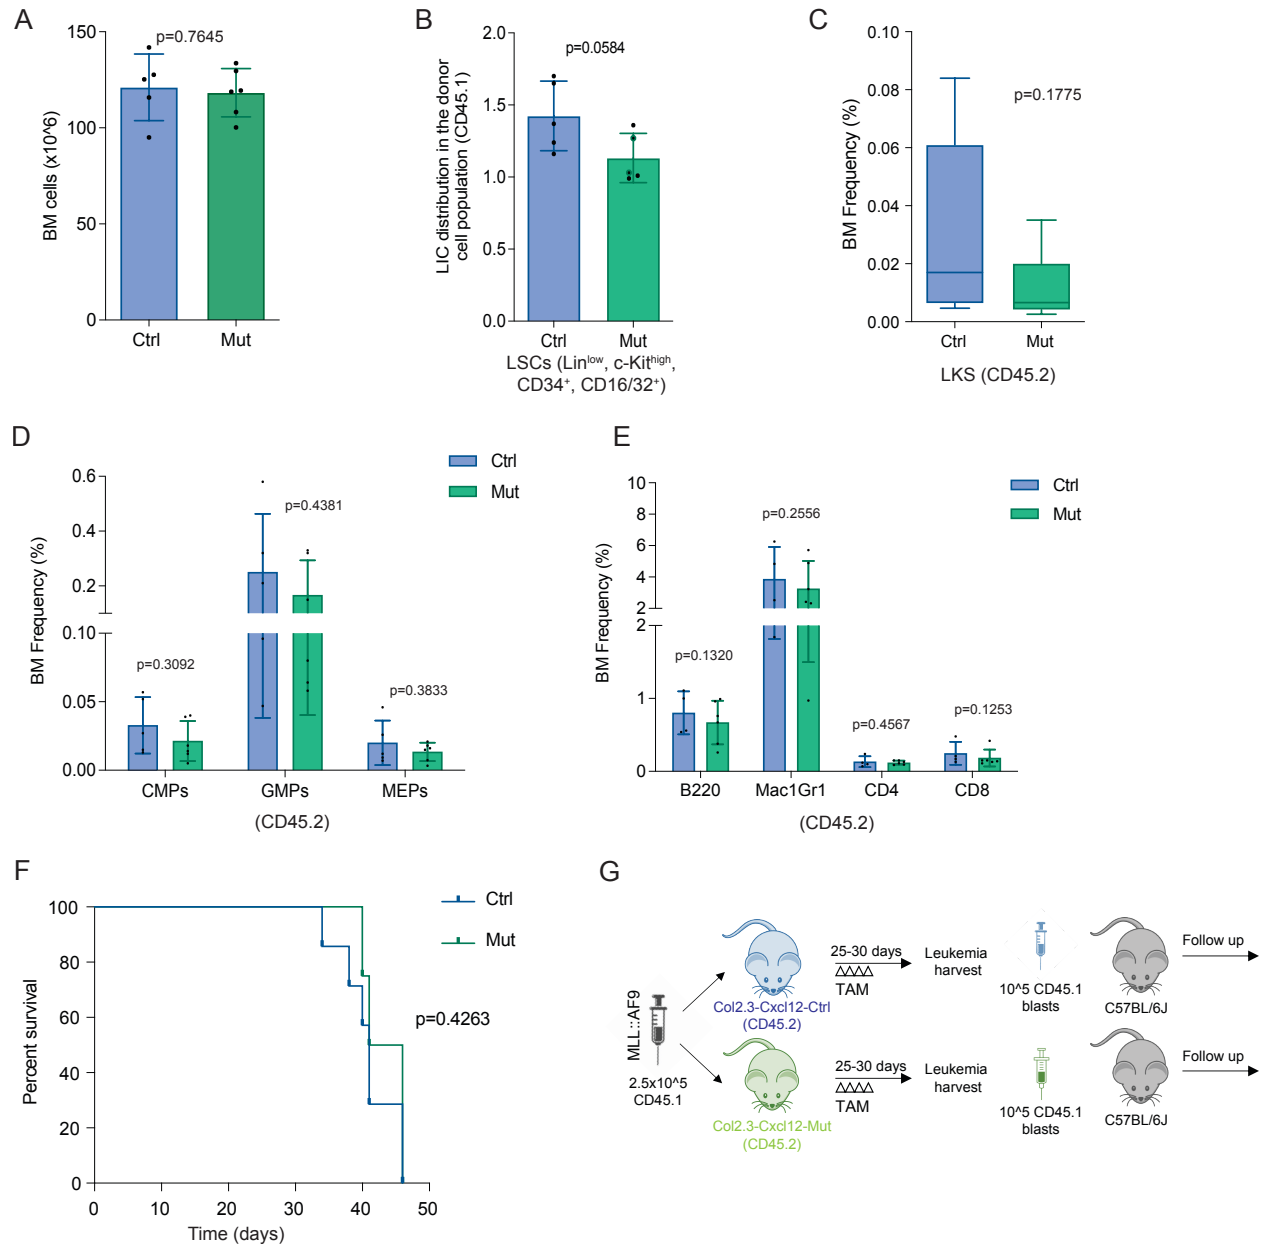 A
BM cells (x10^6)
150
100
50
0
p=0.7645
Ctrl
Mut
B
LIC distribution in the donor
cell population (CD45.1)
2.0
1.5
1.0
0.5
0.0
p=0.0584
Ctrl
Mut
LSCs (Linlow, c-Kithigh,
CD34+, CD16/32+)
C
BM Frequency (%)
0.10
0.08
0.06
0.04
0.02
0.00
p=0.1775
Ctrl
Mut
LKS (CD45.2)
D
BM Frequency (%)
0.6
0.4
0.2
0.10
0.05
0.00
p=0.3092
p=0.4381
p=0.3833
Ctrl
Mut
CMPs
GMPs
MEPs
(CD45.2)
E
BM Frequency (%)
10
8
6
4
2
2
1
0
p=0.1320
p=0.2556
p=0.4567
p=0.1253
Ctrl
Mut
B220
Mac1Gr1
CD4
CD8
(CD45.2)
F
Percent survival
100
80
60
40
20
0
Ctrl
Mut
p=0.4263
0
10
20
30
40
50
Time (days)
G
MLL::AF9
2.5x10^5
CD45.1
Col2.3-Cxcl12-Ctrl
(CD45.2)
25-30 days
TAM
Leukemia
harvest
10^5 CD45.1
blasts
C57BL/6J
Follow up
Col2.3-Cxcl12-Mut
(CD45.2)
25-30 days
TAM
Leukemia
harvest
10^5 CD45.1
blasts
C57BL/6J
Follow up